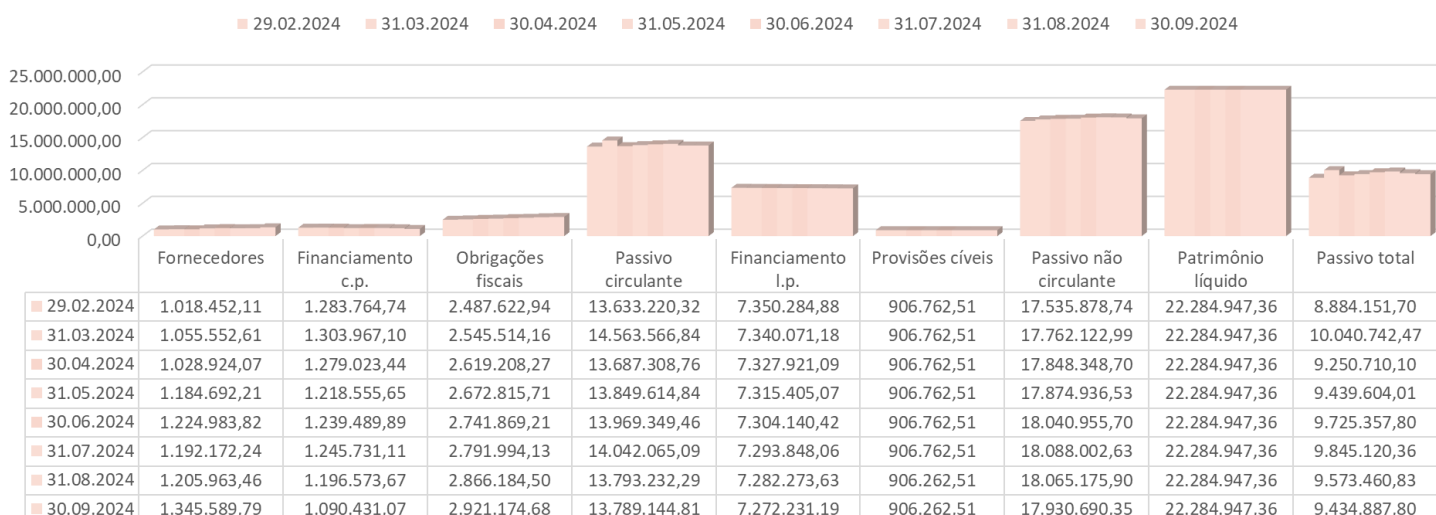 29.02.2024 31.03.2024 30.04.2024 31.05.2024 30.06.2024 31.07.2024 31.08.2024 30.09.2024
25.000.000,00
20.000.000,00
15.000.000,00
10.000.000,00
5.000.000,00
0,00
Fornecedores Financiamento c.p. Obrigações fiscais Passivo circulante Financiamento l.p. Provisões cíveis Passivo não circulante Patrimônio líquido Passivo total
29.02.2024 1.018.452,11 1.283.764,74 2.487.622,94 13.633.220,32 7.350.284,88 906.762,51 17.535.878,74 22.284.947,36 8.884.151,70
31.03.2024 1.055.552,61 1.303.967,10 2.545.514,16 14.563.566,84 7.340.071,18 906.762,51 17.762.122,99 22.284.947,36 10.040.742,47
30.04.2024 1.028.924,07 1.279.023,44 2.619.208,27 13.687.308,76 7.327.921,09 906.762,51 17.848.348,70 22.284.947,36 9.250.710,10
31.05.2024 1.184.692,21 1.218.555,65 2.672.815,71 13.849.614,84 7.315.405,07 906.762,51 17.874.936,53 22.284.947,36 9.439.604,01
30.06.2024 1.224.983,82 1.239.489,89 2.741.869,21 13.969.349,46 7.304.140,42 906.762,51 18.040.955,70 22.284.947,36 9.725.357,80
31.07.2024 1.192.172,24 1.245.731,11 2.791.994,13 14.042.065,09 7.293.848,06 906.762,51 18.088.002,63 22.284.947,36 9.845.120,36
31.08.2024 1.205.963,46 1.196.573,67 2.866.184,50 13.793.232,29 7.282.273,63 906.262,51 18.065.175,90 22.284.947,36 9.573.460,83
30.09.2024 1.345.589,79 1.090.431,07 2.921.174,68 13.789.144,81 7.272.231,19 906.262,51 17.930.690,35 22.284.947,36 9.434.887,80